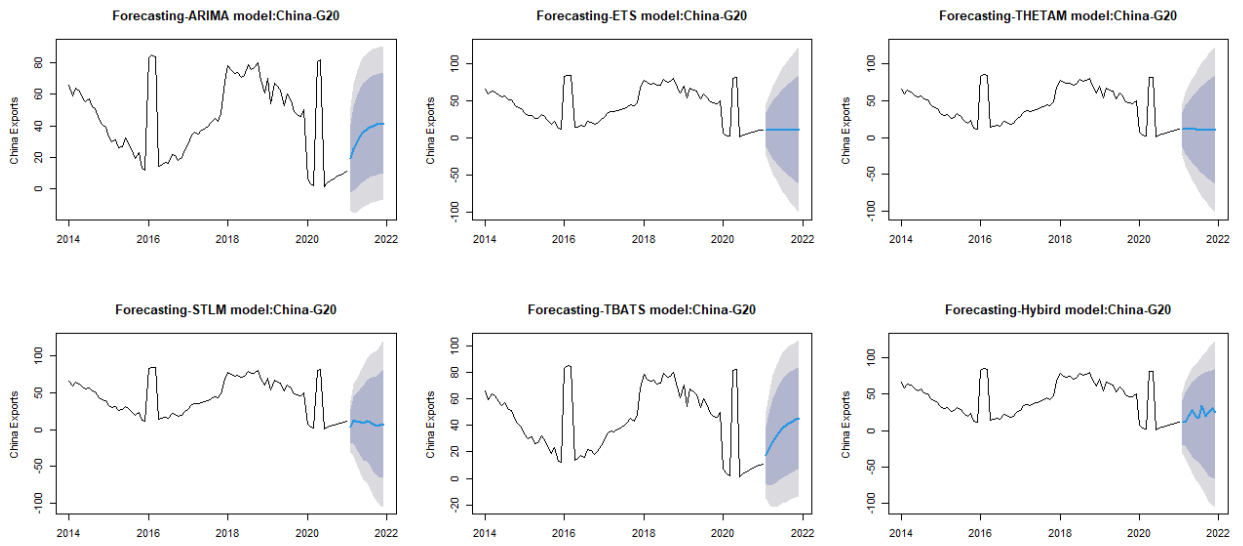 Forecasting-ARIMA model:China-G20
China Exports
80
60
40
20
0
2014 2016 2018 2020 2022
Forecasting-ETS model:China-G20
China Exports
100
50
0
-50
-100
2014 2016 2018 2020 2022
Forecasting-THETAM model:China-G20
China Exports
100
50
0
-50
-100
2014 2016 2018 2020 2022
Forecasting-STLM model:China-G20
China Exports
100
50
0
-50
-100
2014 2016 2018 2020 2022
Forecasting-TBATS model:China-G20
China Exports
100
80
60
40
20
0
-20
2014 2016 2018 2020 2022
Forecasting-Hybird model:China-G20
China Exports
100
50
0
-50
-100
2014 2016 2018 2020 2022